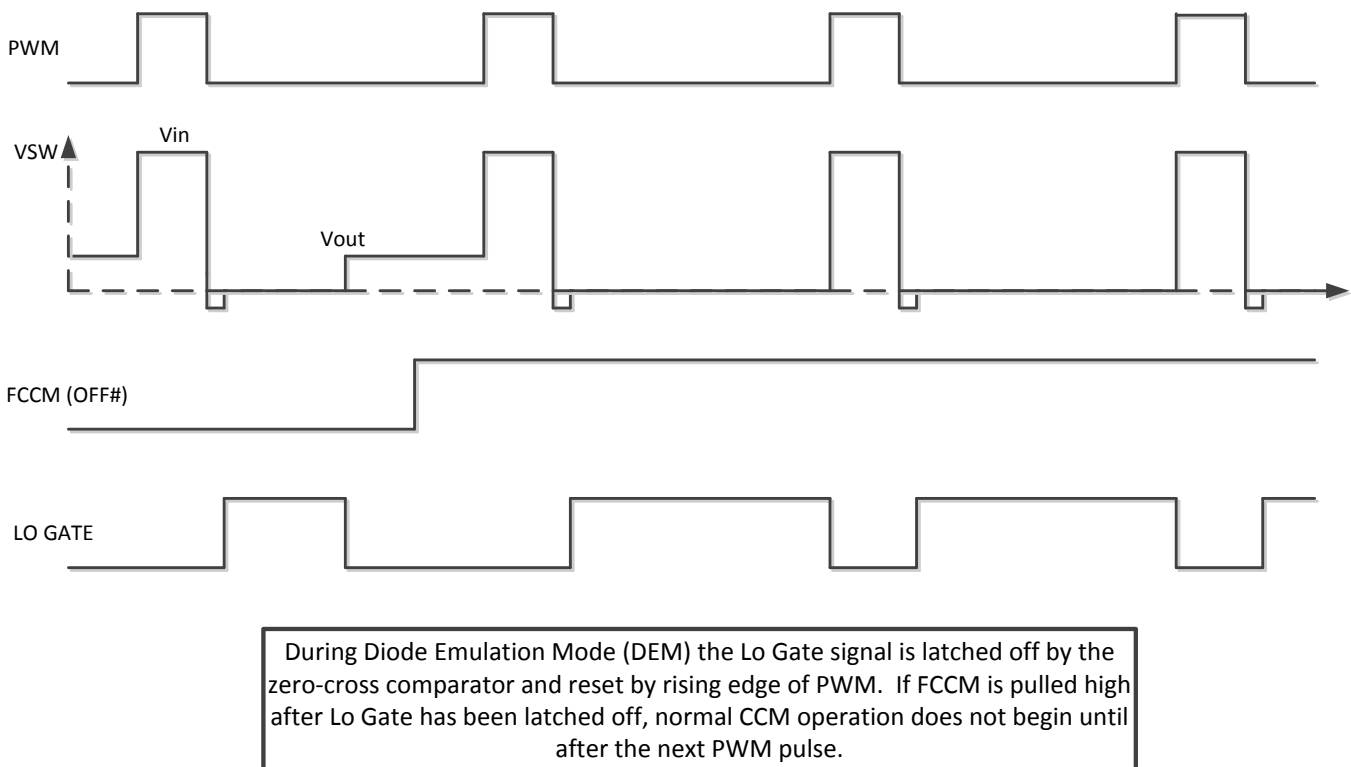 PWM
Vin
VSW
Vout
FCCM (OFF#)
LO GATE
During Diode Emulation Mode (DEM) the Lo Gate signal is latched off by the
zero-cross comparator and reset by rising edge of PWM.  If FCCM is pulled high
after Lo Gate has been latched off, normal CCM operation does not begin until
after the next PWM pulse.